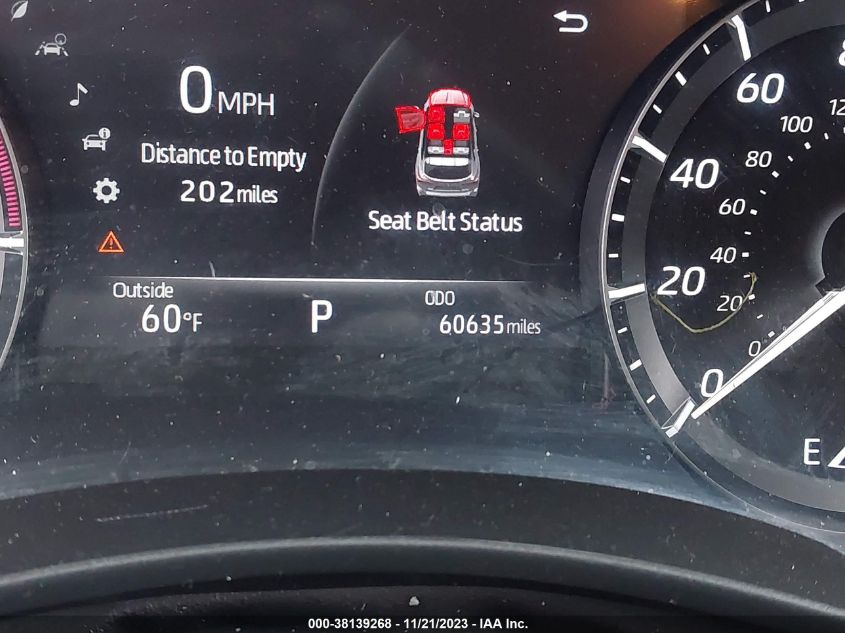 0 MPH
Distance to Empty
202 miles
Seat Belt Status
Outside
60°F
P
ODO
60635 miles
60
100
80
40
60
40
20
20
0
0
E
000-38139268 - 11/21/2023 - IAA Inc.